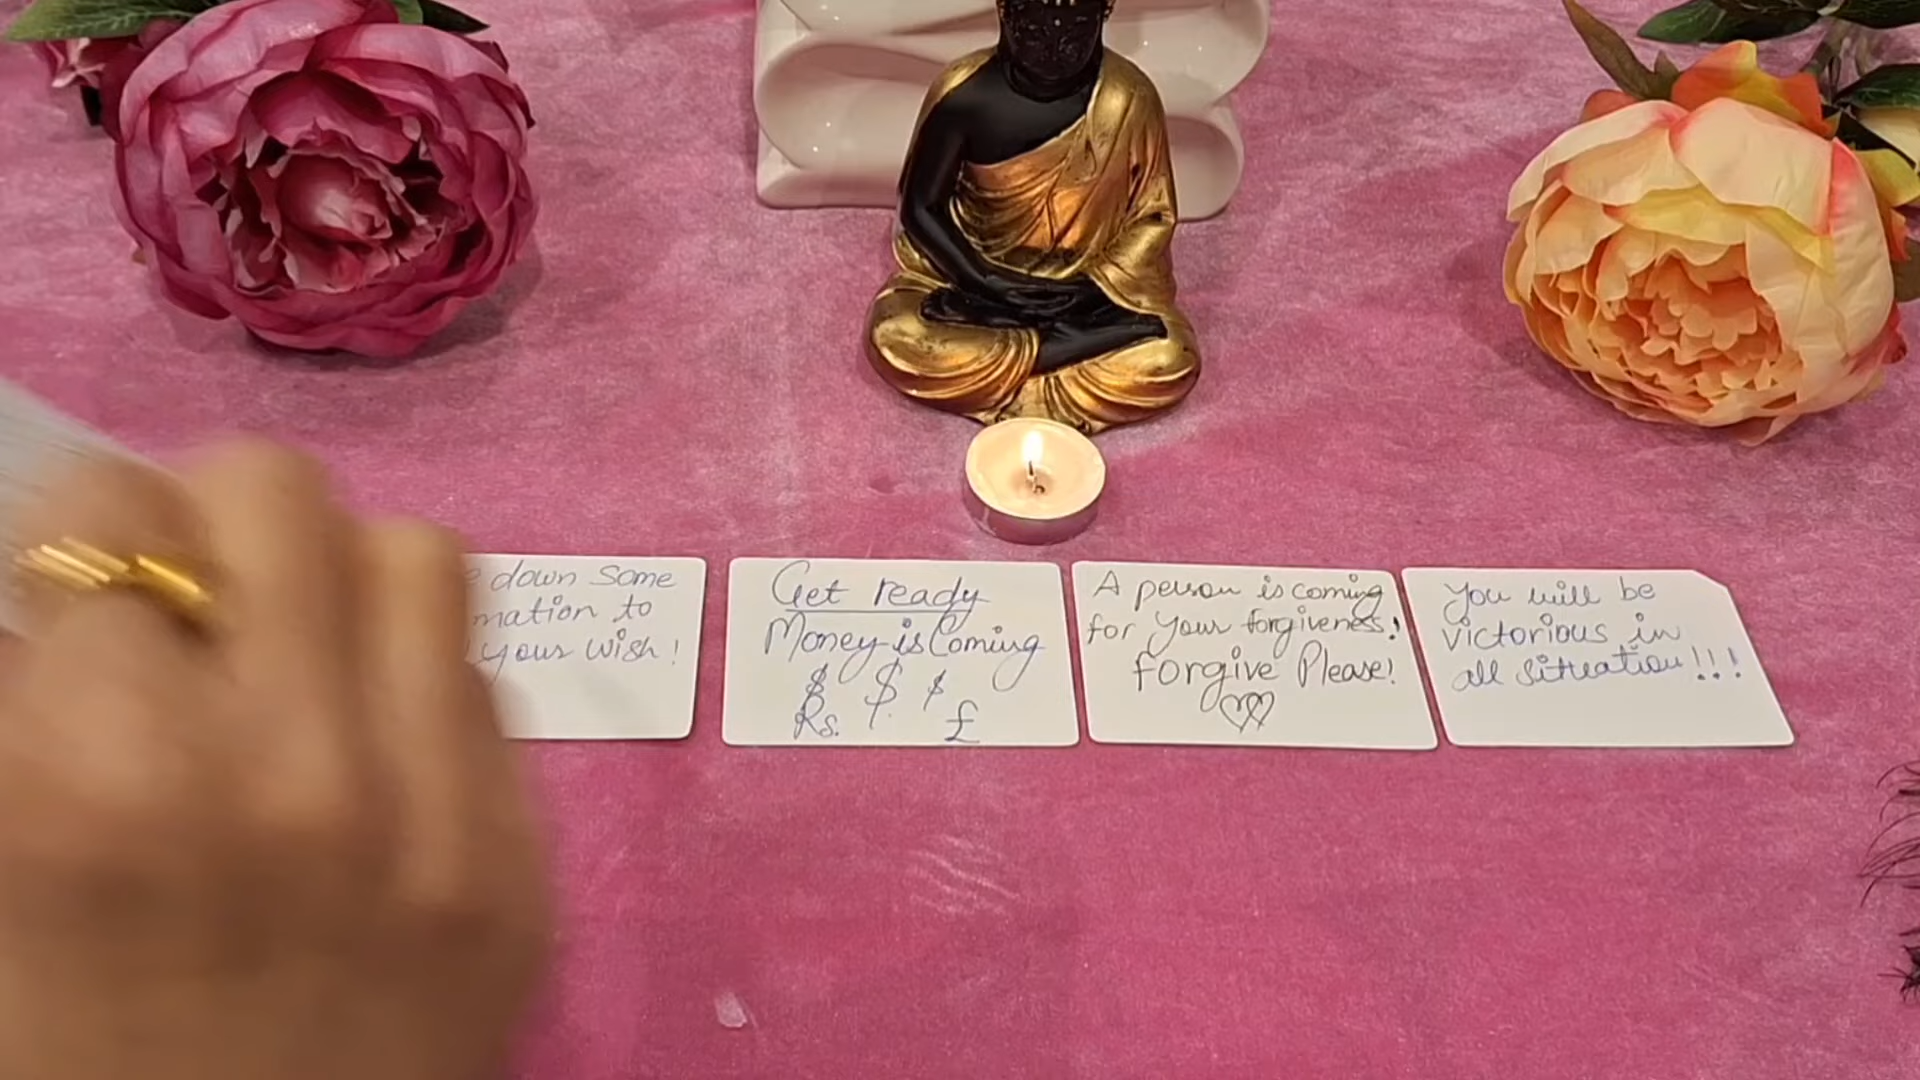 down some
mation to
your wish!
Get ready
Money is Coming
$ $ $
Rs. £
A person is coming
for your forgiveness!
forgive Please!
You will be
victorious in
all situation!!!